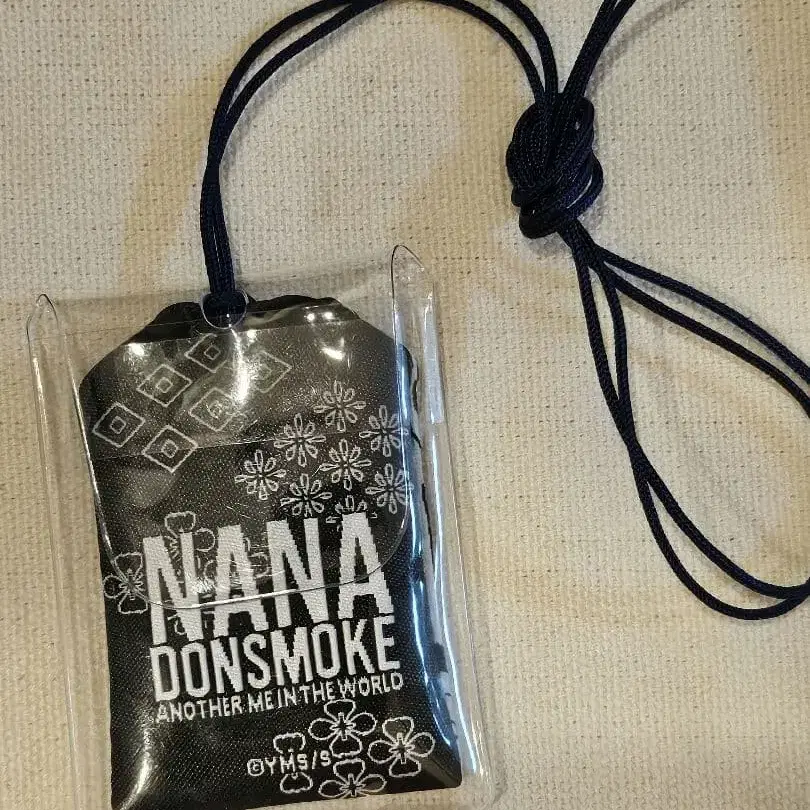 NANA
DONSMOKE
ANOTHER ME IN THE WORLD
©YMS/S